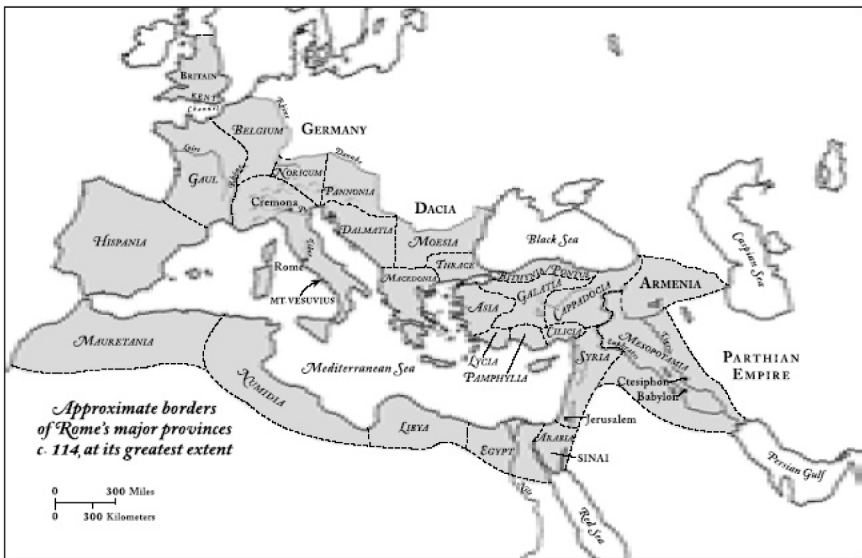 BRITAIN
KENT
Channel
Rhine
BELGIUM
GERMANY
Loire
GAUL
Rhône
NORICUM
Danube
PANNONIA
Cremona
Po
DACIA
HISPANIA
DALMATIA
MOESIA
Black Sea
Caspian Sea
Tiber
Rome
THRACE
MACEDONIA
MT. VESUVIUS
BITHYNIA/PONTUS
GALATIA
ARMENIA
ASIA
CAPPADOCIA
CILICIA
MAURETANIA
LYCIA
PAMPHYLIA
SYRIA
Euphrates
Tigris
MESOPOTAMIA
PARTHIAN
EMPIRE
Mediterranean Sea
NUMIDIA
Ctesiphon
Babylon
Jerusalem
LIBYA
EGYPT
ARABIA
SINAI
Nile
Red Sea
Persian Gulf
Approximate borders
of Rome's major provinces
c. 114, at its greatest extent
0 300 Miles
0 300 Kilometers